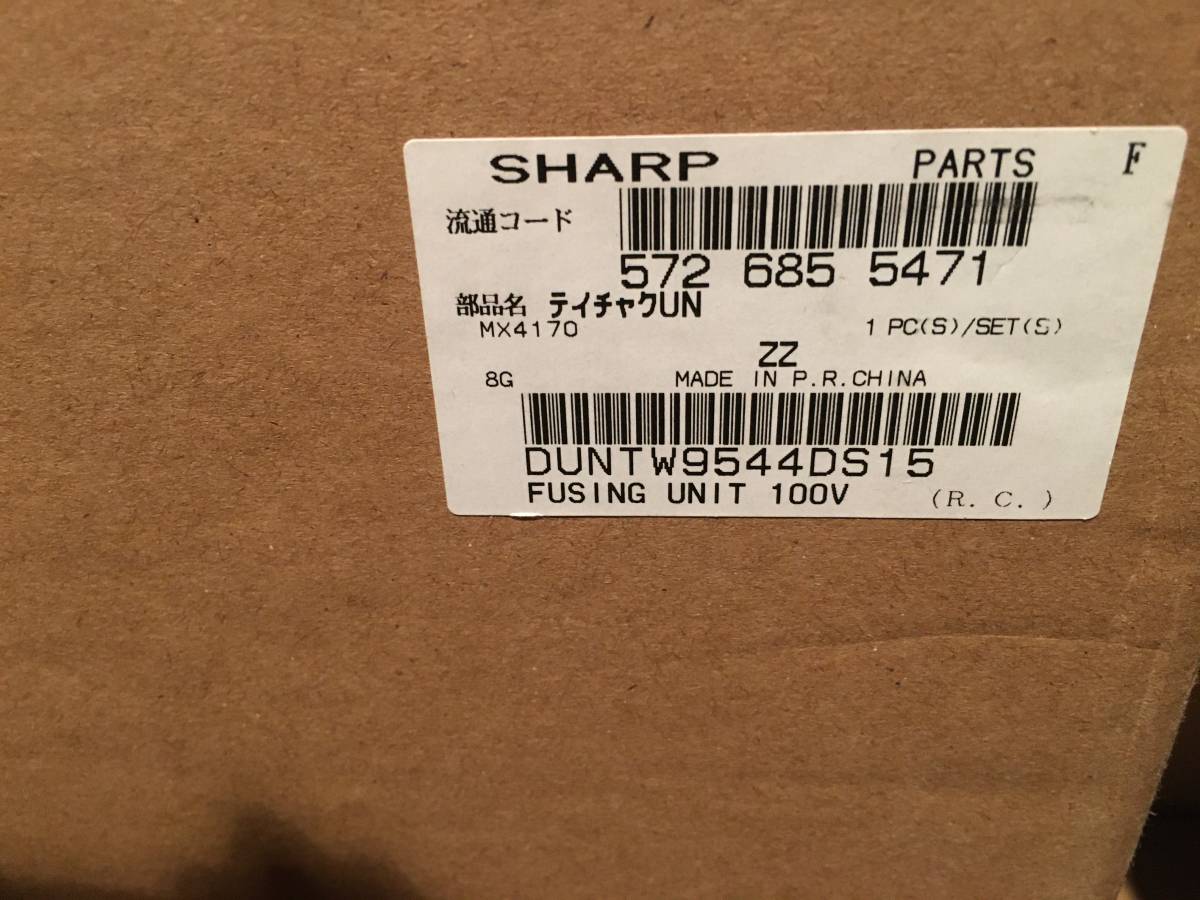 SHARP PARTS F
流通コード
572 685 5471
部品名 テイチャクUN
MX4170 1 PC(S)/SET(S)
ZZ
8G MADE IN P.R.CHINA
DUNTW9544DS15
FUSING UNIT 100V (R. C. )